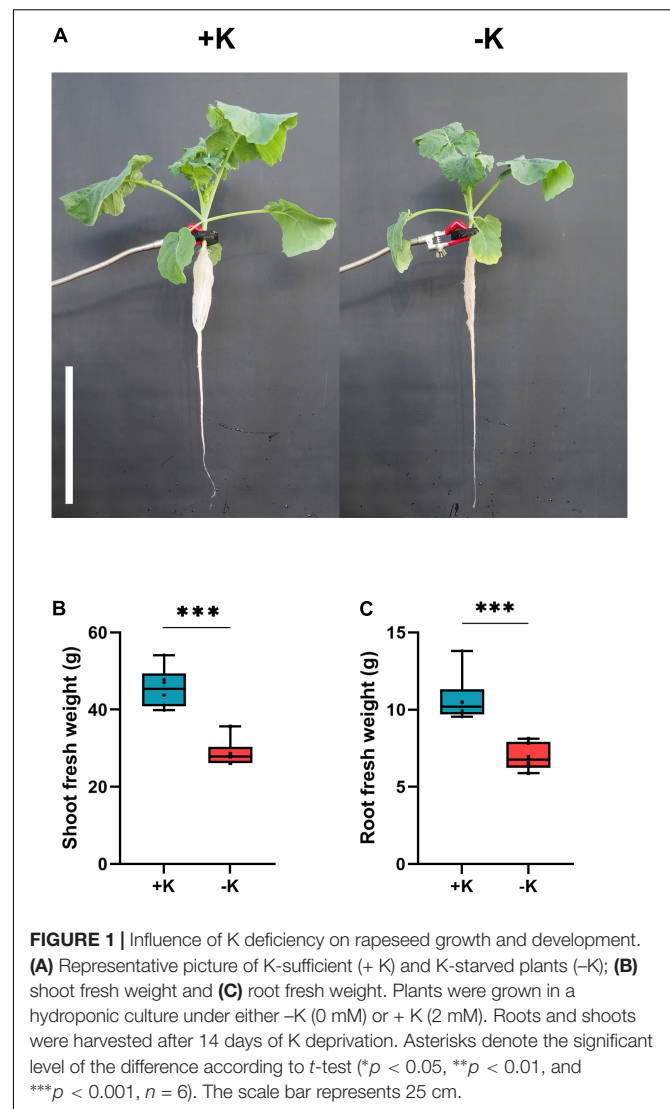 A
+K
-K
B
***
60
40
20
0
Shoot fresh weight (g)
+K
-K
C
***
15
10
5
0
Root fresh weight (g)
+K
-K
FIGURE 1 | Influence of K deficiency on rapeseed growth and development.
(A) Representative picture of K-sufficient (+ K) and K-starved plants (–K); (B)
shoot fresh weight and (C) root fresh weight. Plants were grown in a
hydroponic culture under either –K (0 mM) or + K (2 mM). Roots and shoots
were harvested after 14 days of K deprivation. Asterisks denote the significant
level of the difference according to t-test (*p < 0.05, **p < 0.01, and
***p < 0.001, n = 6). The scale bar represents 25 cm.